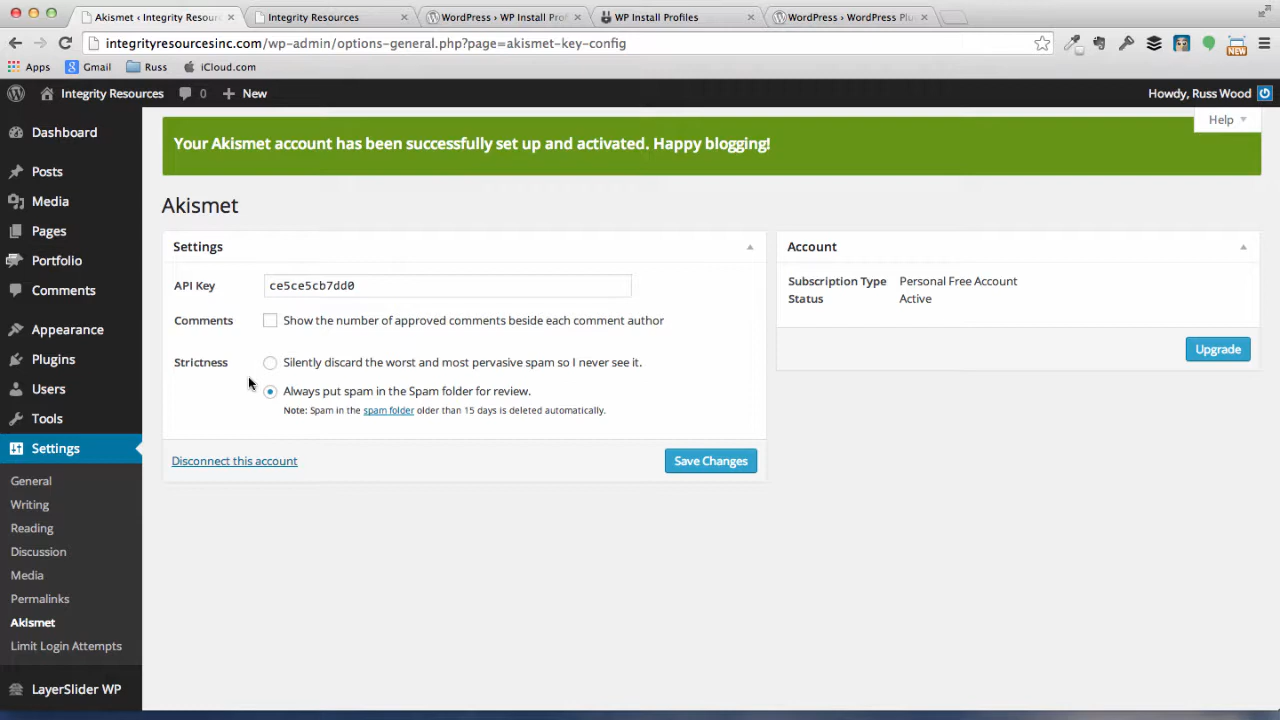 Akismet ‹ Integrity Resour
Integrity Resources
WordPress › WP Install Prof
WP Install Profiles
WordPress › WordPress Plu
integrityresourcesinc.com/wp-admin/options-general.php?page=akismet-key-config
NEW
Apps
Gmail
Russ
iCloud.com
Integrity Resources
0
New
Howdy, Russ Wood
Help
Your Akismet account has been successfully set up and activated. Happy blogging!
Dashboard
Posts
Media
Pages
Portfolio
Comments
Appearance
Plugins
Users
Tools
Settings
General
Writing
Reading
Discussion
Media
Permalinks
Akismet
Limit Login Attempts
LayerSlider WP
Akismet
Settings
API Key ce5ce5cb7dd0
Comments Show the number of approved comments beside each comment author
Strictness Silently discard the worst and most pervasive spam so I never see it.
Always put spam in the Spam folder for review.
Note: Spam in the spam folder older than 15 days is deleted automatically.
Disconnect this account
Save Changes
Account
Subscription Type Personal Free Account
Status Active
Upgrade